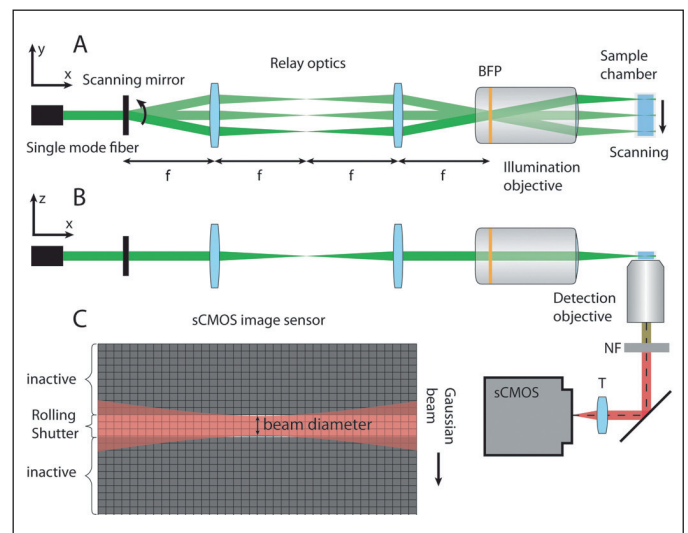 A
y
x
Scanning mirror
Relay optics
BFP
Sample
chamber
Single mode fiber
f
f
f
f
Illumination
objective
Scanning
B
z
x
Detection
objective
C
sCMOS image sensor
NF
inactive
Rolling
Shutter
inactive
beam diameter
Gaussian
beam
sCMOS
T